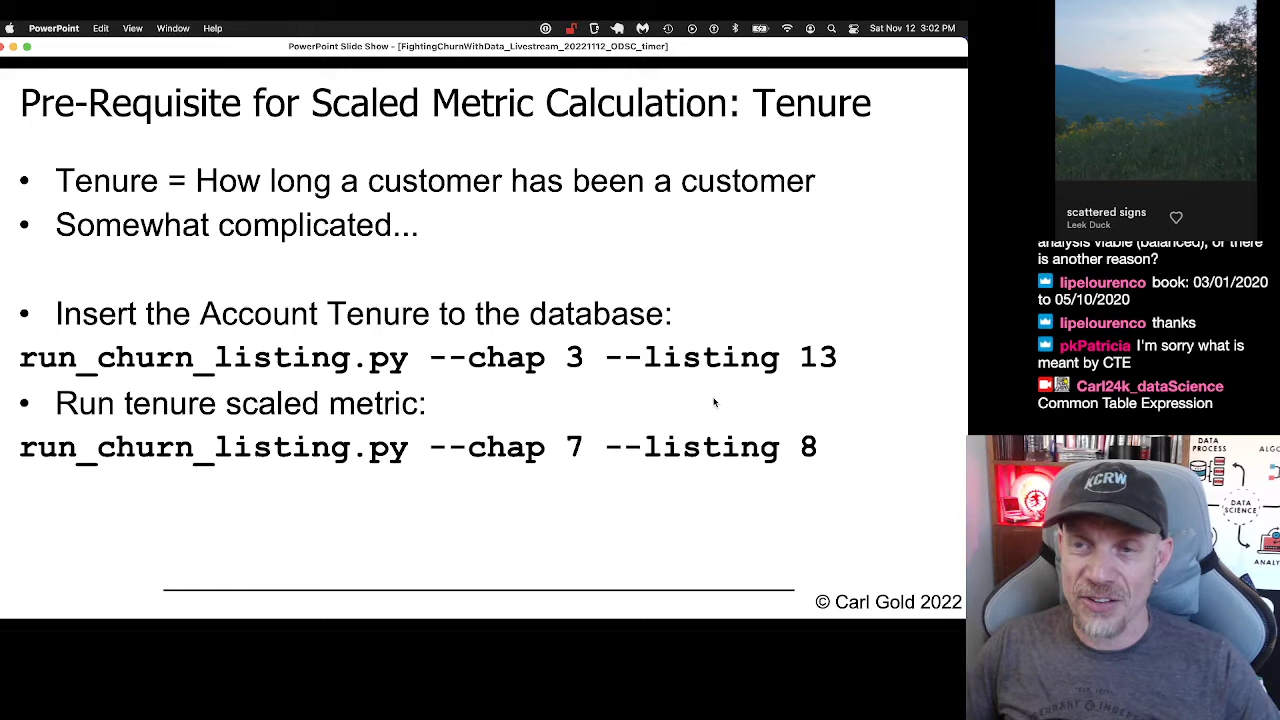 PowerPoint Edit View Window Help Sat Nov 12 3:02 PM
PowerPoint Slide Show - [FightingChurnWithData_Livestream_20221112_ODSC_timer]
Pre-Requisite for Scaled Metric Calculation: Tenure
• Tenure = How long a customer has been a customer
• Somewhat complicated...
• Insert the Account Tenure to the database:
run_churn_listing.py --chap 3 --listing 13
• Run tenure scaled metric:
run_churn_listing.py --chap 7 --listing 8
© Carl Gold 2022
scattered signs
Leek Duck
analysis viable (balanced), or there
is another reason?
lipelourenco book: 03/01/2020
to 05/10/2020
lipelourenco thanks
pkPatricia I'm sorry what is
meant by CTE
Carl24k_dataScience
Common Table Expression
DATA
PROCESS
ALGO
DATA
SCIENCE
ANALY
KCRW